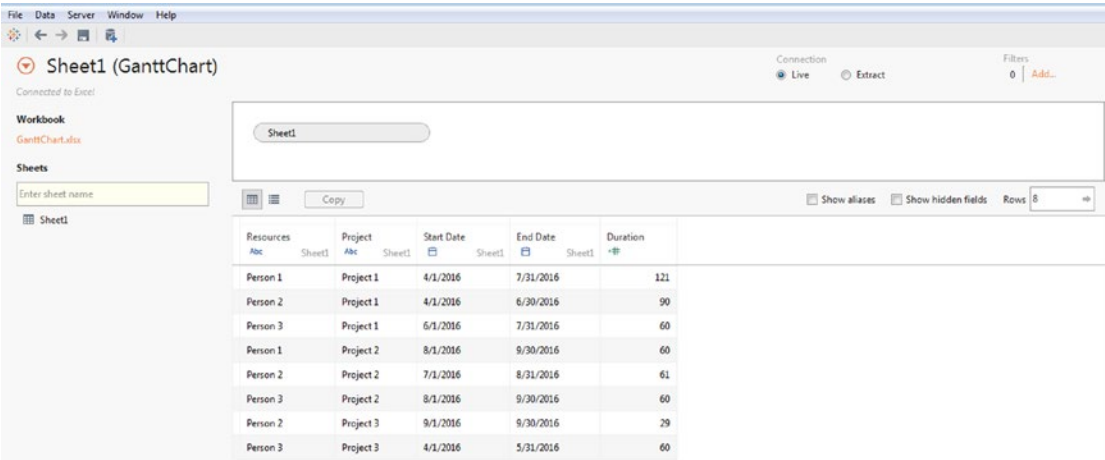 File Data Server Window Help
Sheet1 (GanttChart)
Connected to Excel
Connection
Live Extract
Filters
0 Add...
Workbook
GanttChart.xlsx
Sheets
Enter sheet name
Sheet1
Sheet1
Copy
Show aliases Show hidden fields Rows 8
Resources Project Start Date End Date Duration
Abc Sheet1 Abc Sheet1 Sheet1 Sheet1 =#
Person 1 Project 1 4/1/2016 7/31/2016 121
Person 2 Project 1 4/1/2016 6/30/2016 90
Person 3 Project 1 6/1/2016 7/31/2016 60
Person 1 Project 2 8/1/2016 9/30/2016 60
Person 2 Project 2 7/1/2016 8/31/2016 61
Person 3 Project 2 8/1/2016 9/30/2016 60
Person 2 Project 3 9/1/2016 9/30/2016 29
Person 3 Project 3 4/1/2016 5/31/2016 60